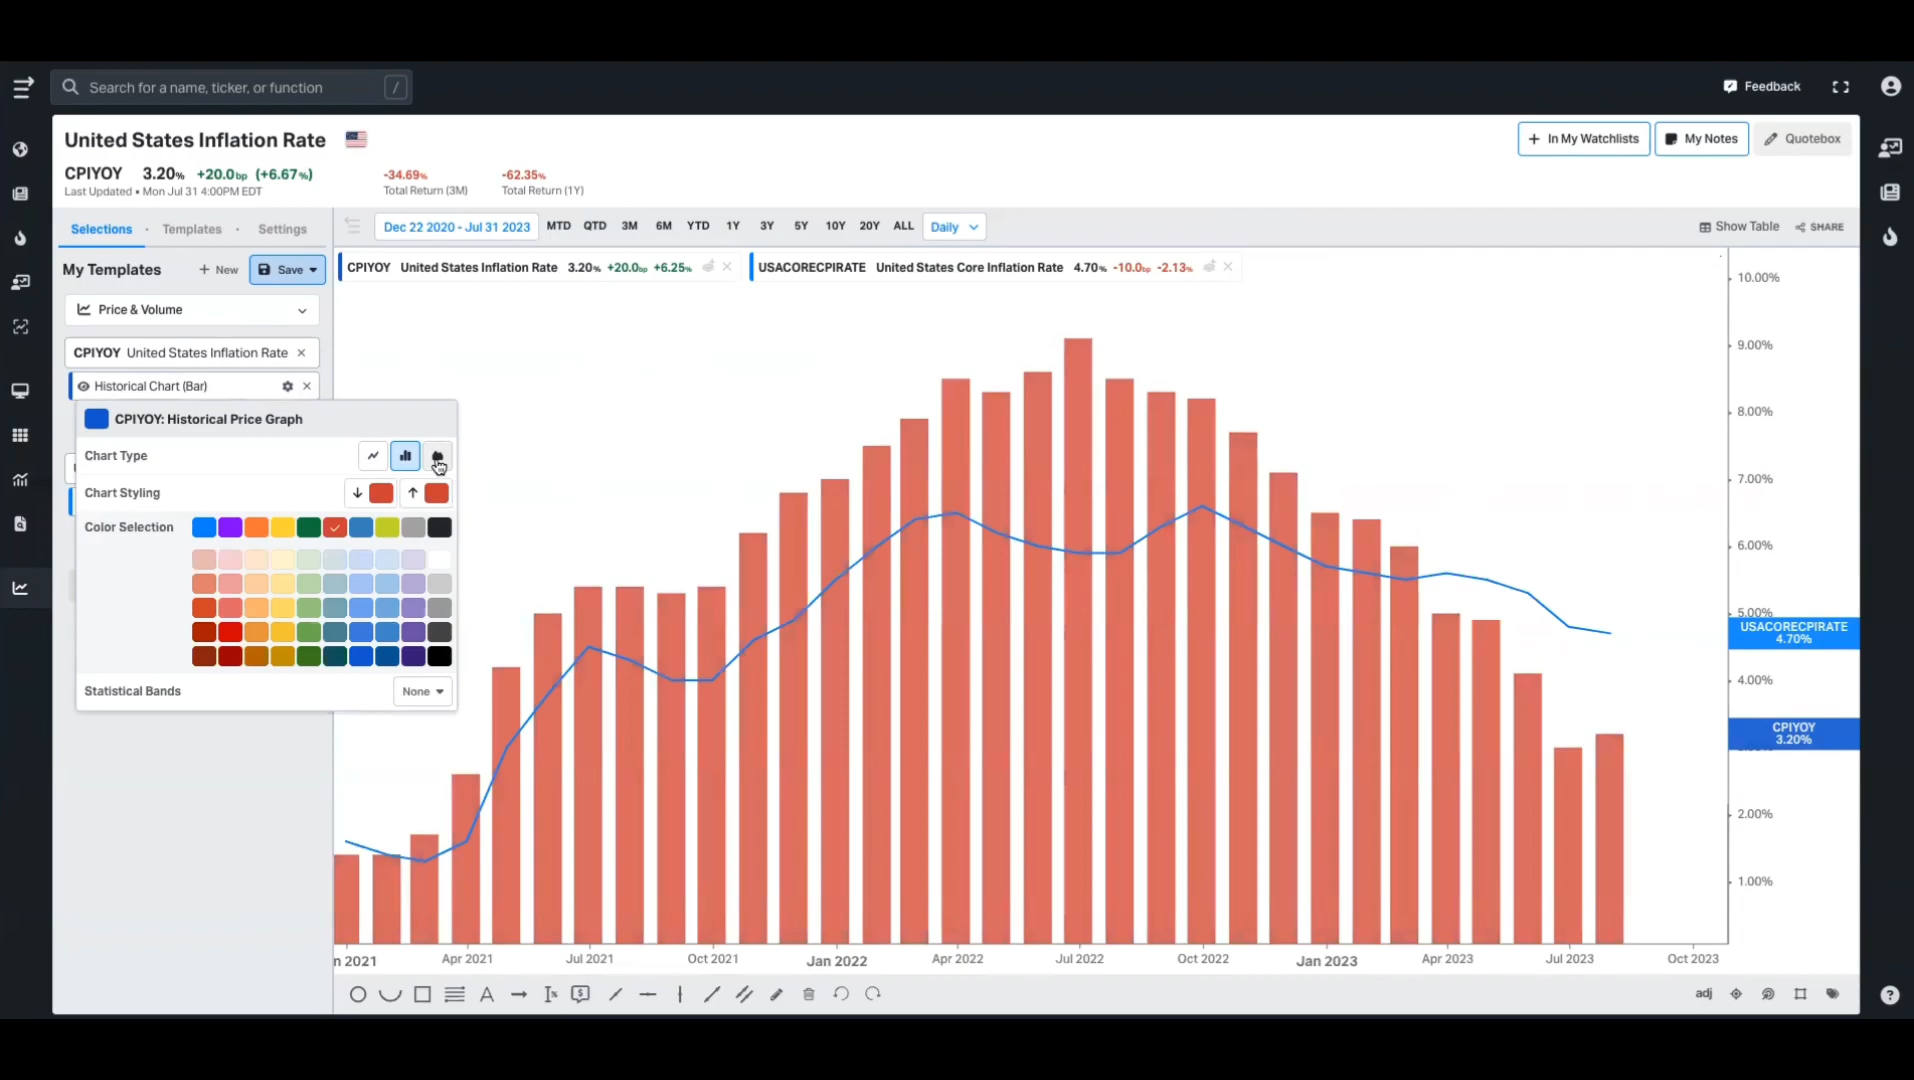 Search for a name, ticker, or function /
Feedback
United States Inflation Rate
+ In My Watchlists
My Notes
Quotebox
CPIYOY 3.20% +20.0bp (+6.67%)
Last Updated • Mon Jul 31 4:00PM EDT
-34.69%
Total Return (3M)
-62.35%
Total Return (1Y)
Selections · Templates · Settings
Dec 22 2020 - Jul 31 2023 MTD QTD 3M 6M YTD 1Y 3Y 5Y 10Y 20Y ALL Daily
Show Table SHARE
My Templates + New Save
CPIYOY United States Inflation Rate 3.20% +20.0bp +6.25%
USACORECPIRATE United States Core Inflation Rate 4.70% -10.0bp -2.13%
Price & Volume
CPIYOY United States Inflation Rate
Historical Chart (Bar)
CPIYOY: Historical Price Graph
Chart Type
Chart Styling
Color Selection
Statistical Bands None
10.00%
9.00%
8.00%
7.00%
6.00%
5.00%
USACORECPIRATE
4.70%
4.00%
CPIYOY
3.20%
2.00%
1.00%
n 2021 Apr 2021 Jul 2021 Oct 2021 Jan 2022 Apr 2022 Jul 2022 Oct 2022 Jan 2023 Apr 2023 Jul 2023 Oct 2023
adj